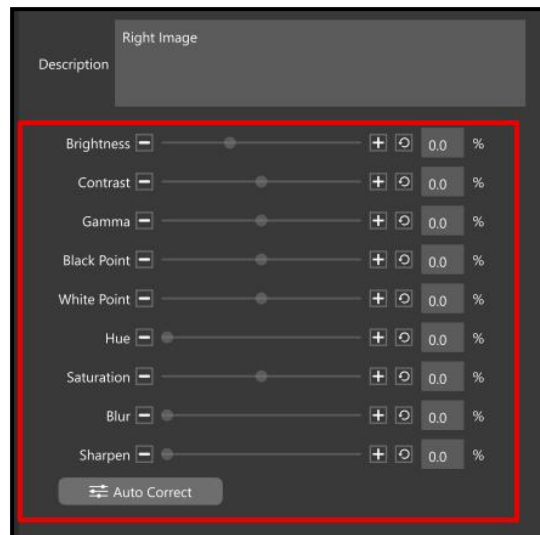 Right Image
Description
Brightness 0.0 %
Contrast 0.0 %
Gamma 0.0 %
Black Point 0.0 %
White Point 0.0 %
Hue 0.0 %
Saturation 0.0 %
Blur 0.0 %
Sharpen 0.0 %
Auto Correct